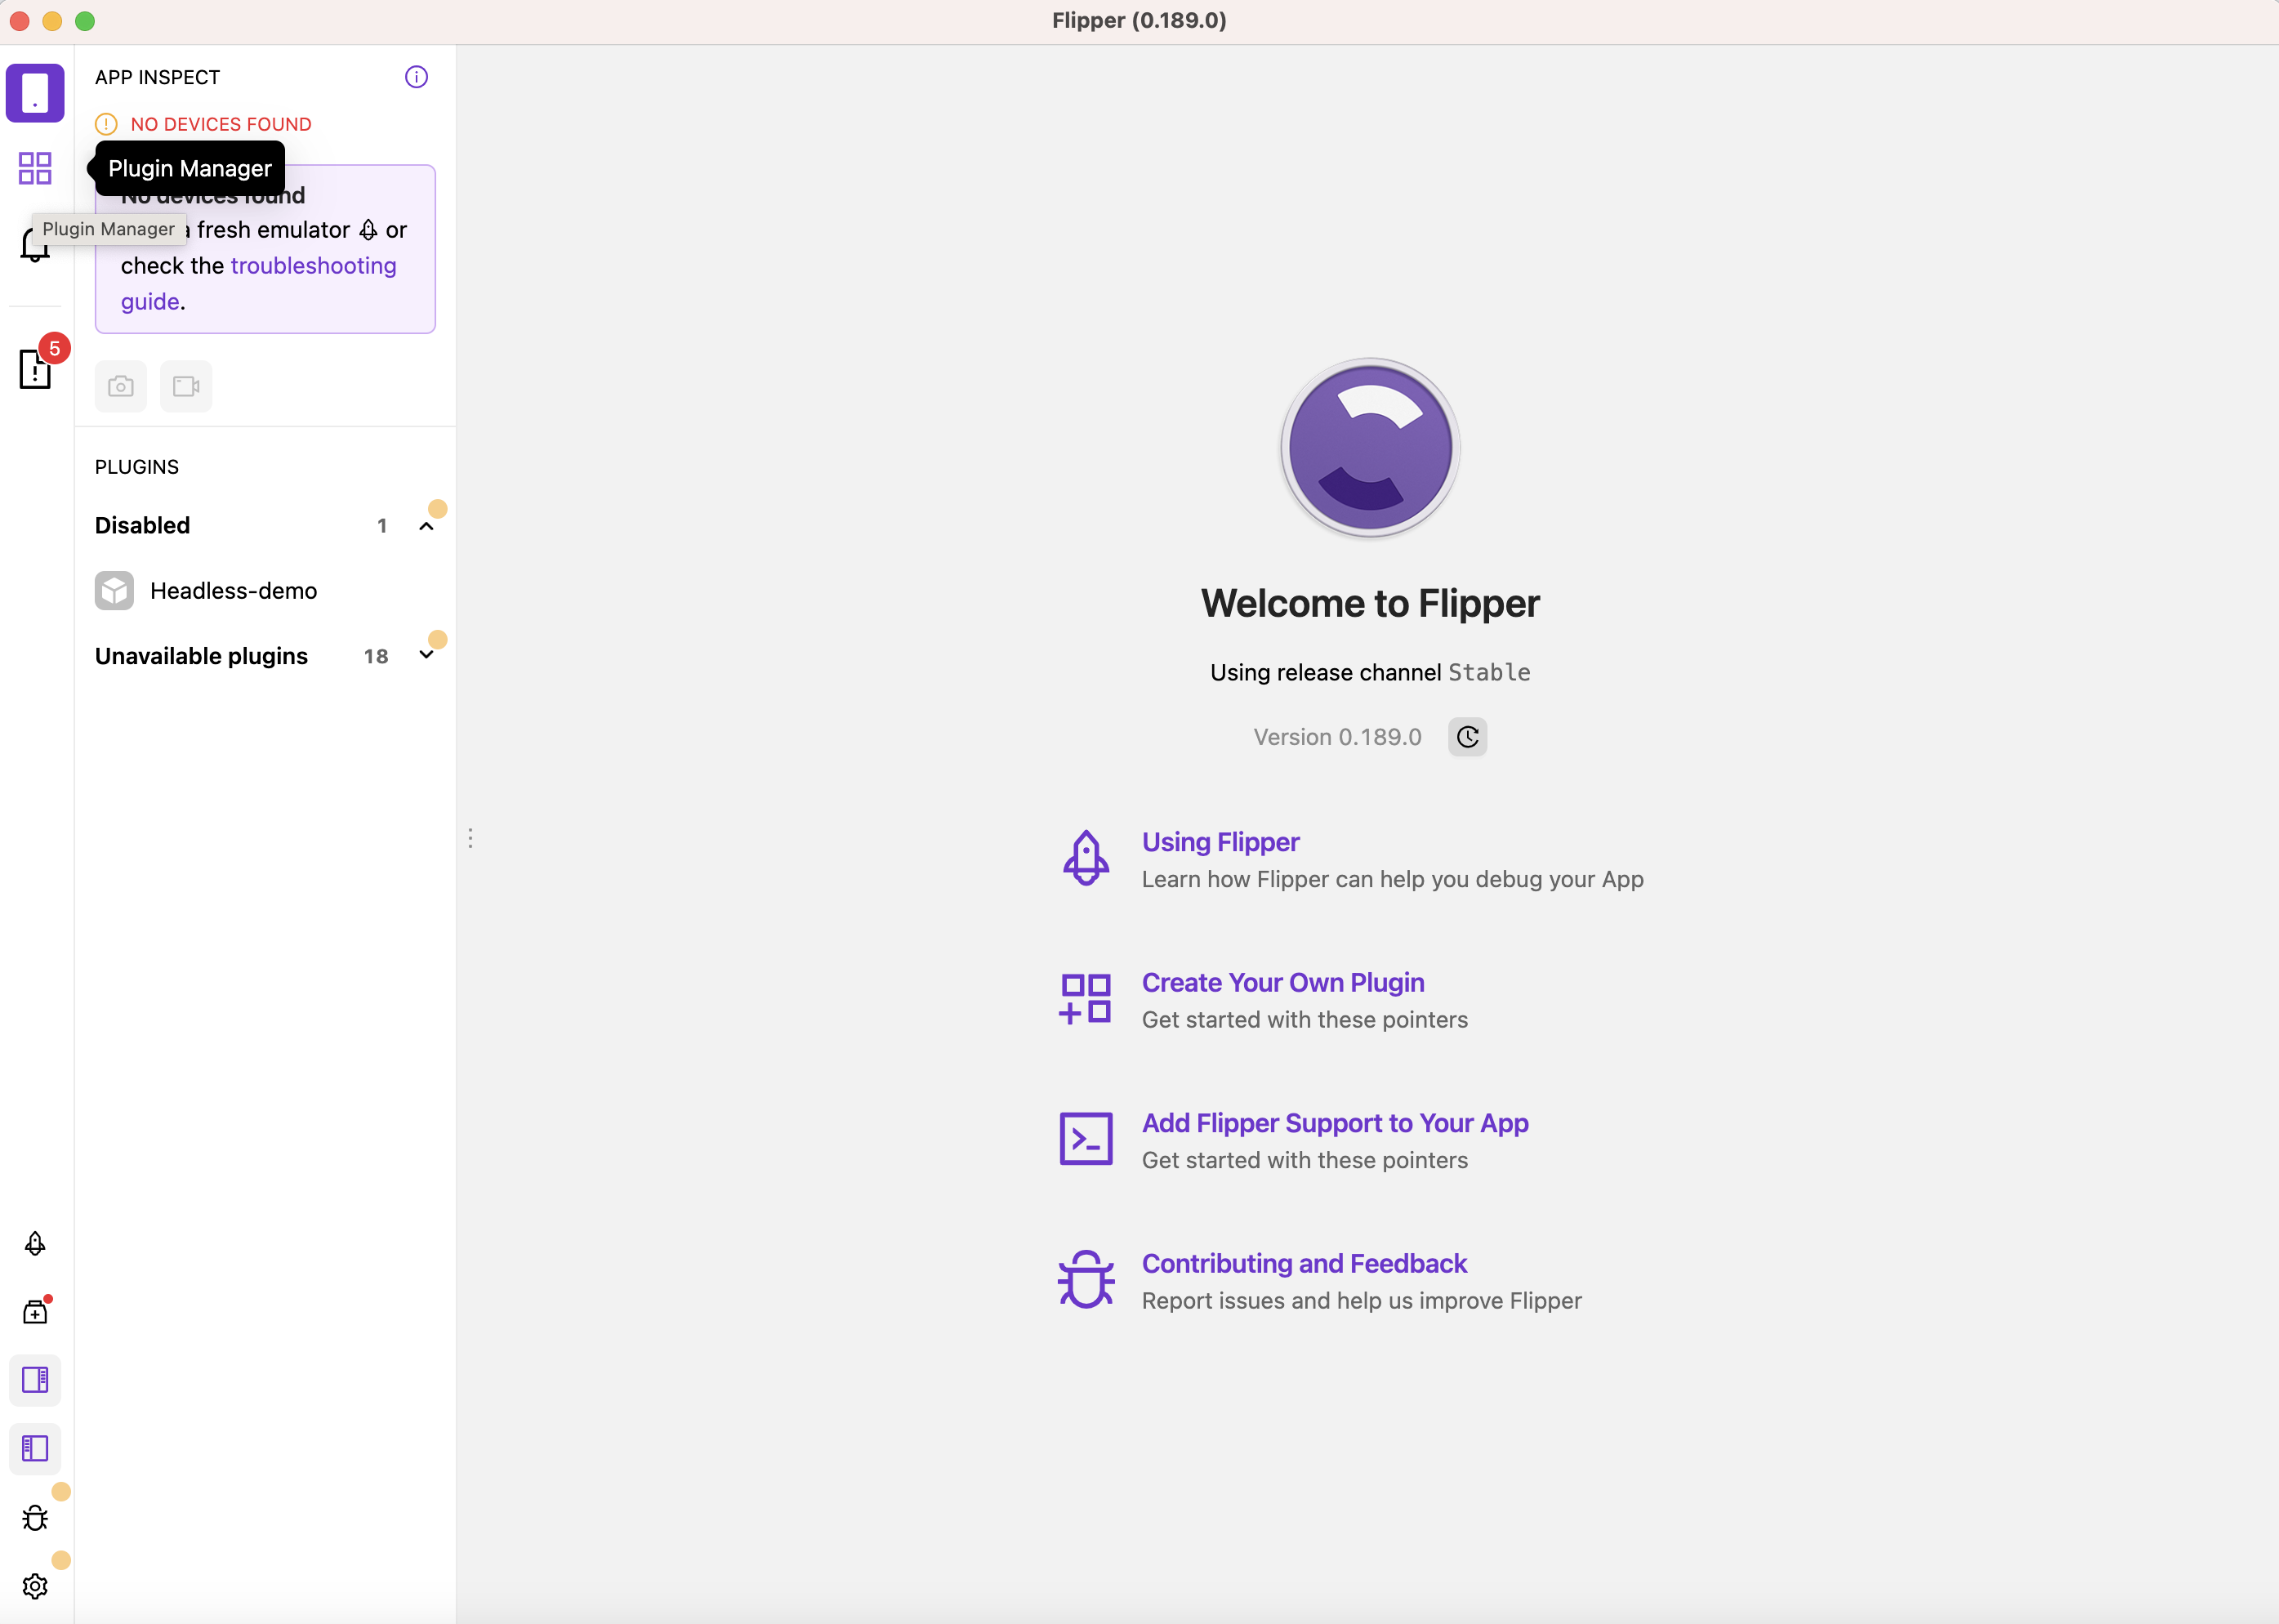 Flipper (0.189.0)
APP INSPECT
NO DEVICES FOUND
Plugin Manager
No devices found
Plugin Manager
a fresh emulator or
check the troubleshooting
guide.
5
PLUGINS
Disabled 1
Headless-demo
Unavailable plugins 18
Welcome to Flipper
Using release channel Stable
Version 0.189.0
Using Flipper
Learn how Flipper can help you debug your App
Create Your Own Plugin
Get started with these pointers
Add Flipper Support to Your App
Get started with these pointers
Contributing and Feedback
Report issues and help us improve Flipper